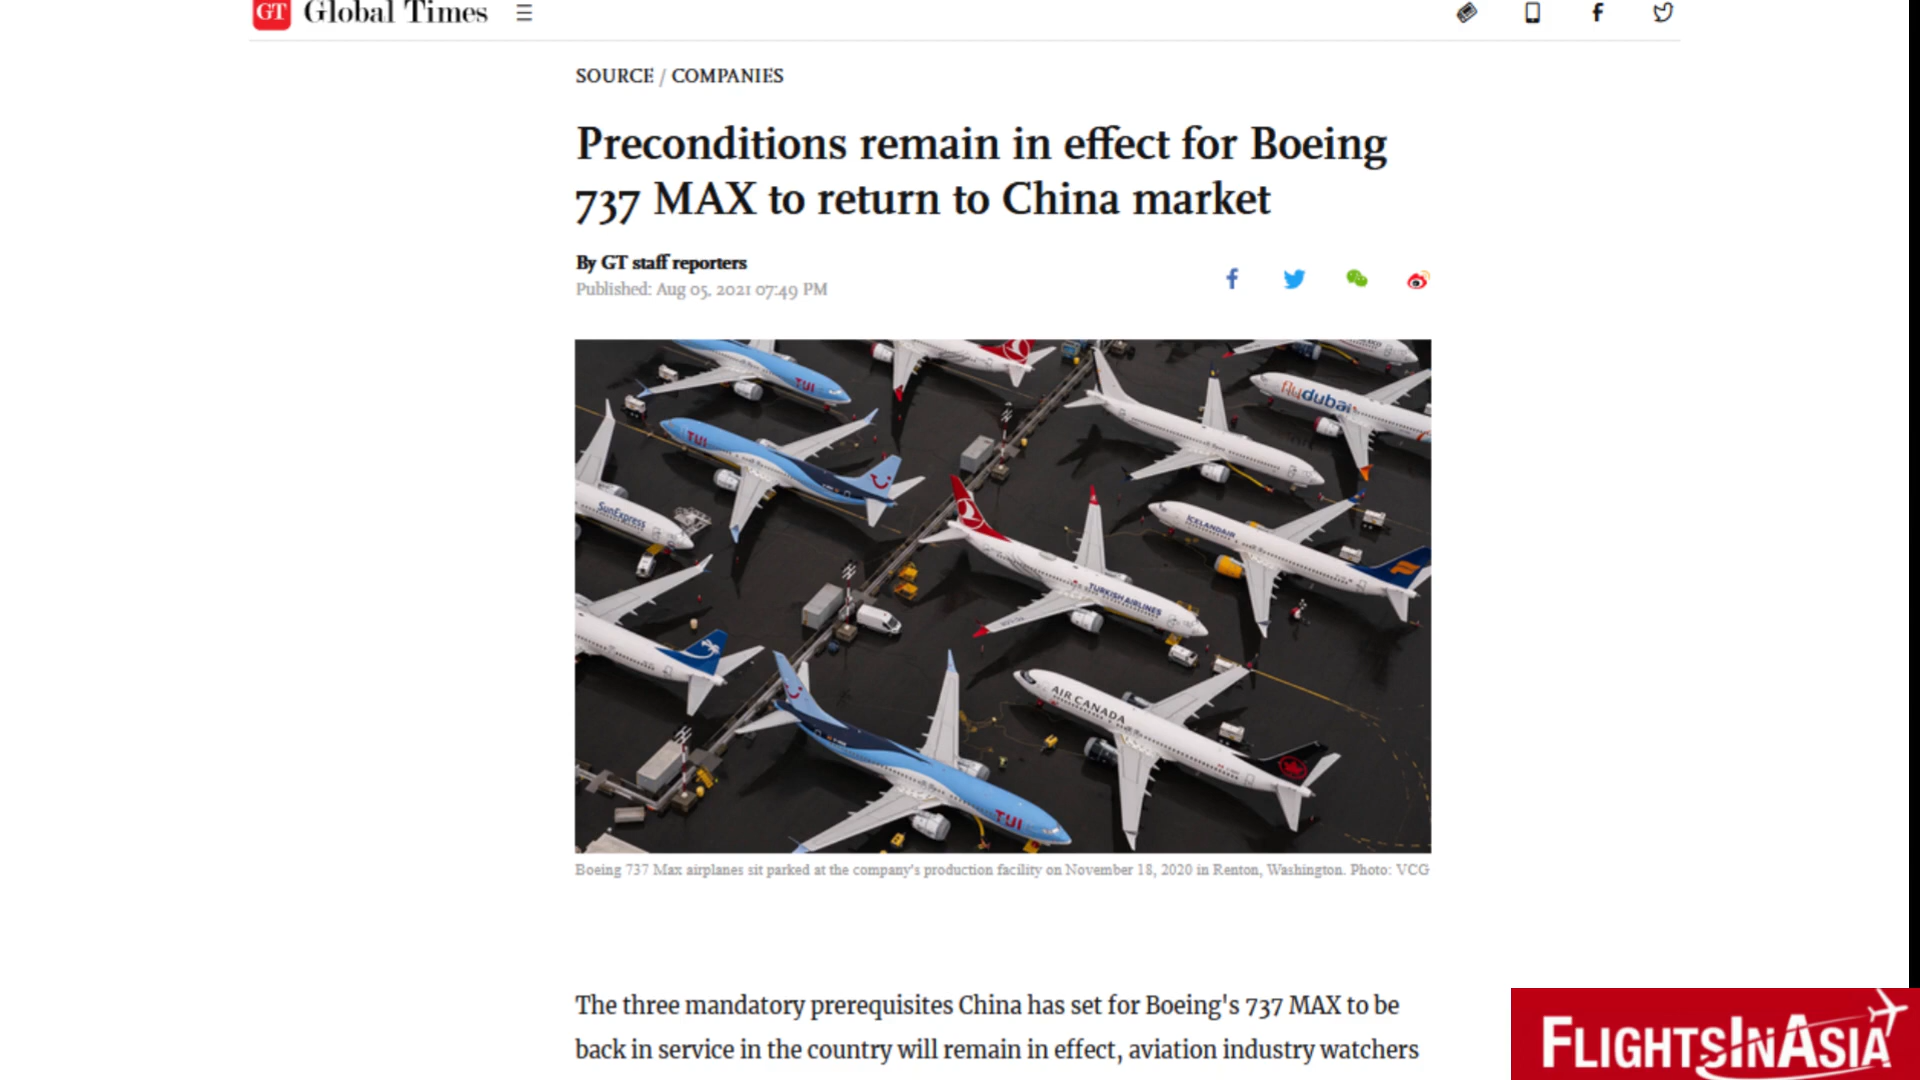 GT Global Times
SOURCE / COMPANIES
Preconditions remain in effect for Boeing
737 MAX to return to China market
By GT staff reporters
Published: Aug 05, 2021 07:49 PM
TUI
flydubai
TUI
SunExpress
ICELANDAIR
TURKISH AIRLINES
AIR CANADA
TUI
Boeing 737 Max airplanes sit parked at the company's production facility on November 18, 2020 in Renton, Washington. Photo: VCG
The three mandatory prerequisites China has set for Boeing's 737 MAX to be
back in service in the country will remain in effect, aviation industry watchers
FLIGHTSINASIA